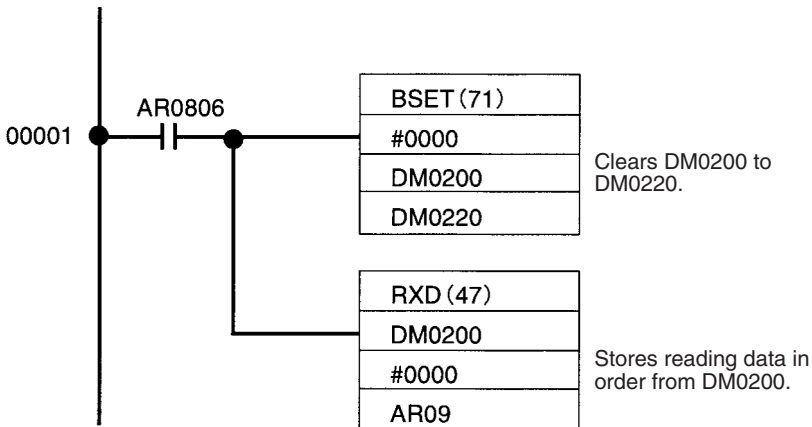 AR0806
00001
BSET(71)
#0000
DM0200
DM0220
Clears DM0200 to
DM0220.
RXD(47)
DM0200
#0000
AR09
Stores reading data in
order from DM0200.